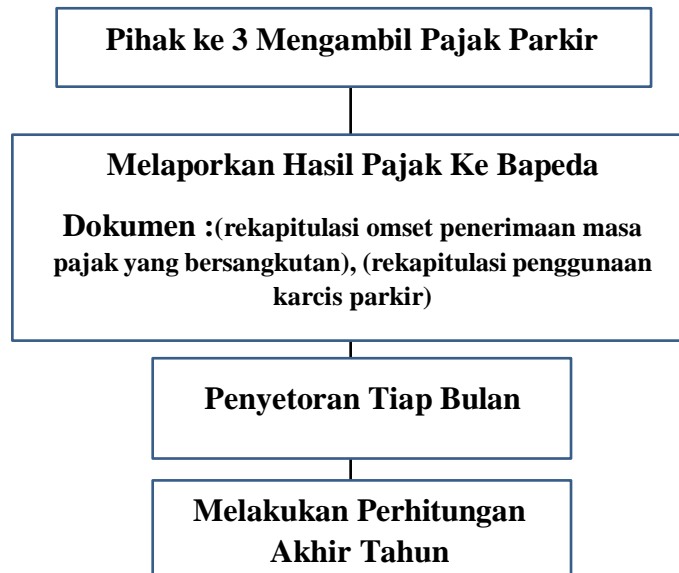 Pihak ke 3 Mengambil Pajak Parkir
Melaporkan Hasil Pajak Ke Bapeda
Dokumen :(rekapitulasi omset penerimaan masa
pajak yang bersangkutan), (rekapitulasi penggunaan
karcis parkir)
Penyetoran Tiap Bulan
Melakukan Perhitungan
Akhir Tahun